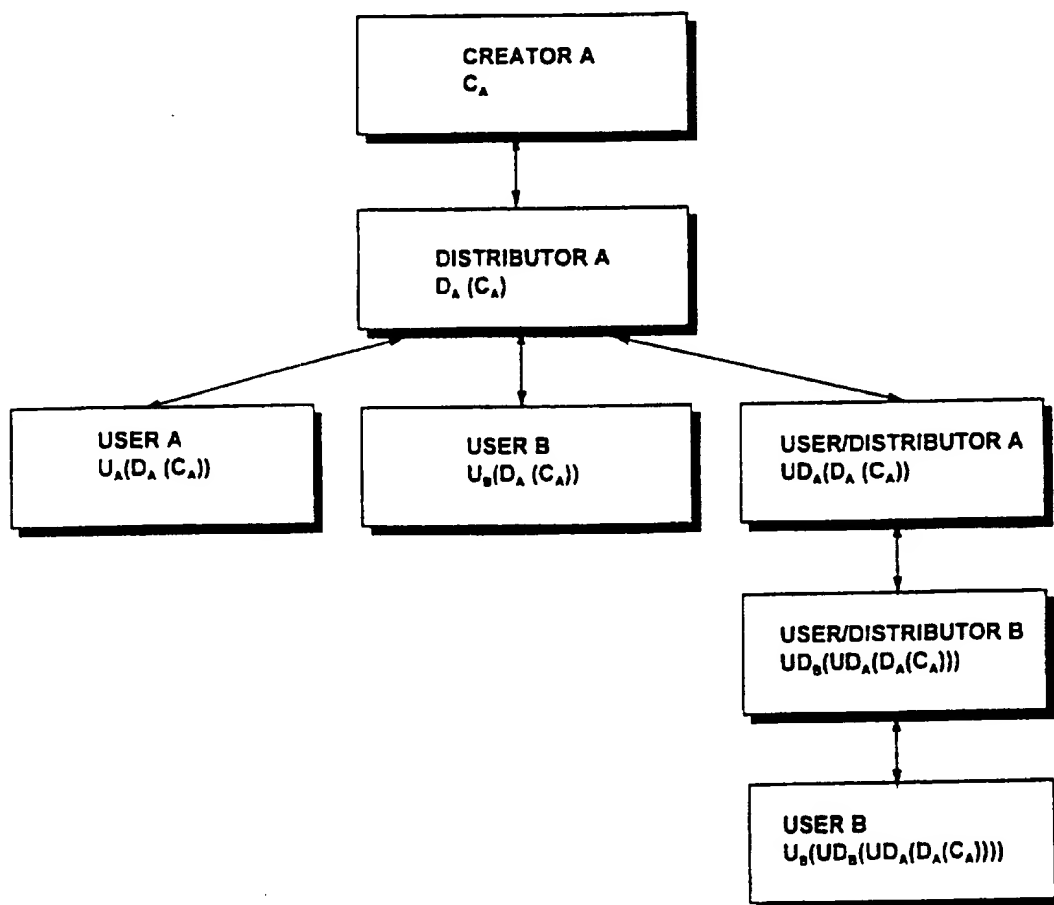 CREATOR A
C_A
DISTRIBUTOR A
D_A (C_A)
USER A
U_A(D_A (C_A))
USER B
U_B(D_A (C_A))
USER/DISTRIBUTOR A
UD_A(D_A (C_A))
USER/DISTRIBUTOR B
UD_B(UD_A(D_A(C_A)))
USER B
U_B(UD_B(UD_A(D_A(C_A))))